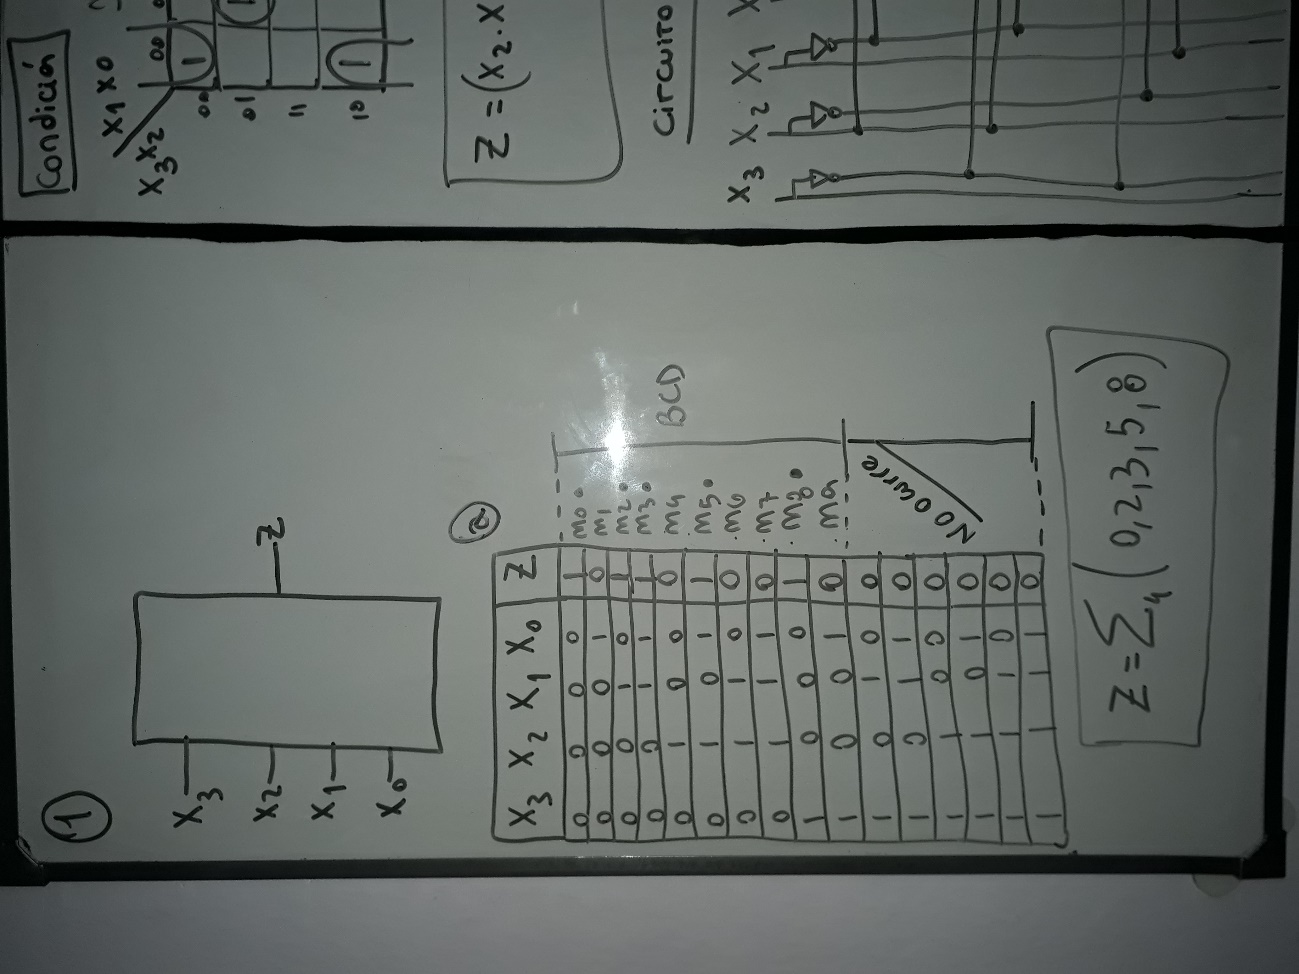 ①
X3
X2
X1
X0
Z
②
X3 X2 X1 X0 Z
0 0 0 0 1 m0•
0 0 0 1 0 m1
0 0 1 0 1 m2•
0 0 1 1 1 m3•
0 1 0 0 0 m4
0 1 0 1 1 m5•
0 1 1 0 0 m6
0 1 1 1 0 m7
1 0 0 0 1 m8•
1 0 0 1 0 m9
1 0 1 0 0
1 0 1 1 0
1 1 0 0 0
1 1 0 1 0
1 1 1 0 0
1 1 1 1 0
BCD
No ocurre
Z = Σ4 (0,2,3,5,8)
Condición
X1 X0
X3X2
00
00
01
11
10
1
1
1
Z = (X2 . X
Circuito
X3 X2 X1